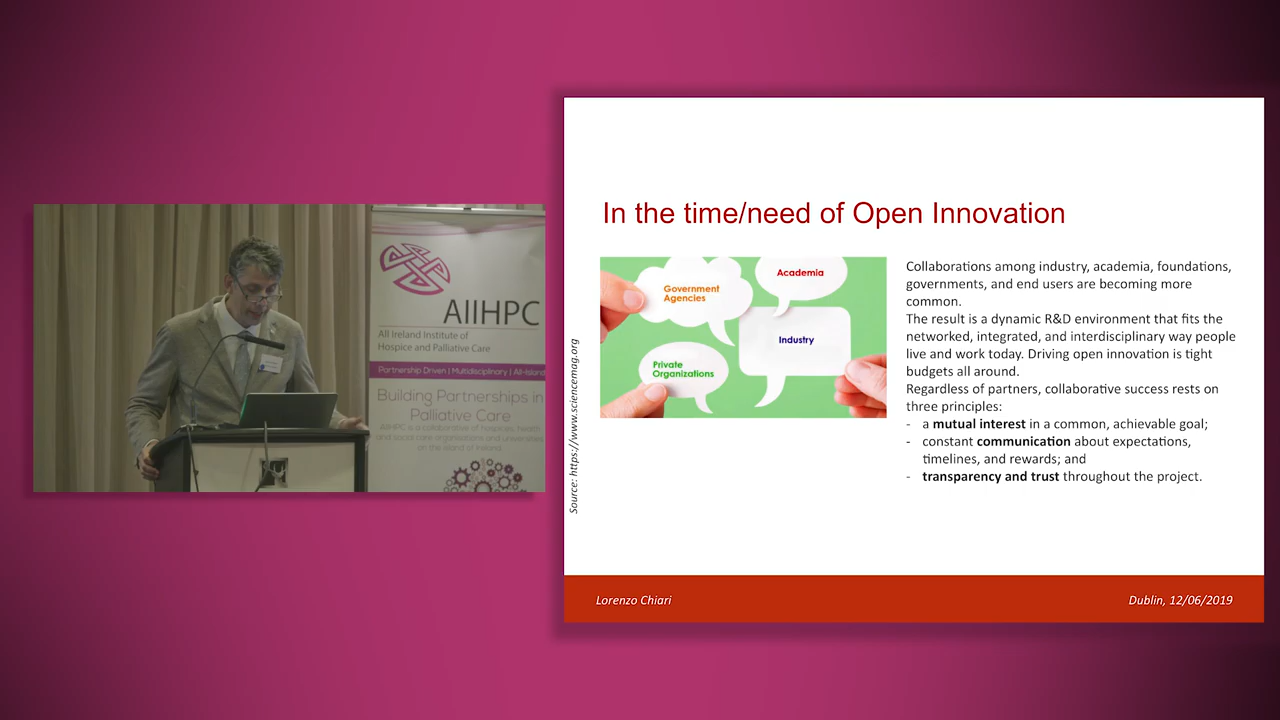 AIIHPC
All Ireland Institute of
Hospice and Palliative Care
Partnership Driven | Multidisciplinary | All-Island
Building Partnerships in
Palliative Care
AIIHPC is a collaborative of hospices, health
and social care organisations and universities
on the island of Ireland.
In the time/need of Open Innovation
Government
Agencies
Academia
Industry
Private
Organizations
Source: https://www.sciencemag.org
Collaborations among industry, academia, foundations,
governments, and end users are becoming more
common.
The result is a dynamic R&D environment that fits the
networked, integrated, and interdisciplinary way people
live and work today. Driving open innovation is tight
budgets all around.
Regardless of partners, collaborative success rests on
three principles:
- a mutual interest in a common, achievable goal;
- constant communication about expectations,
timelines, and rewards; and
- transparency and trust throughout the project.
Lorenzo Chiari
Dublin, 12/06/2019